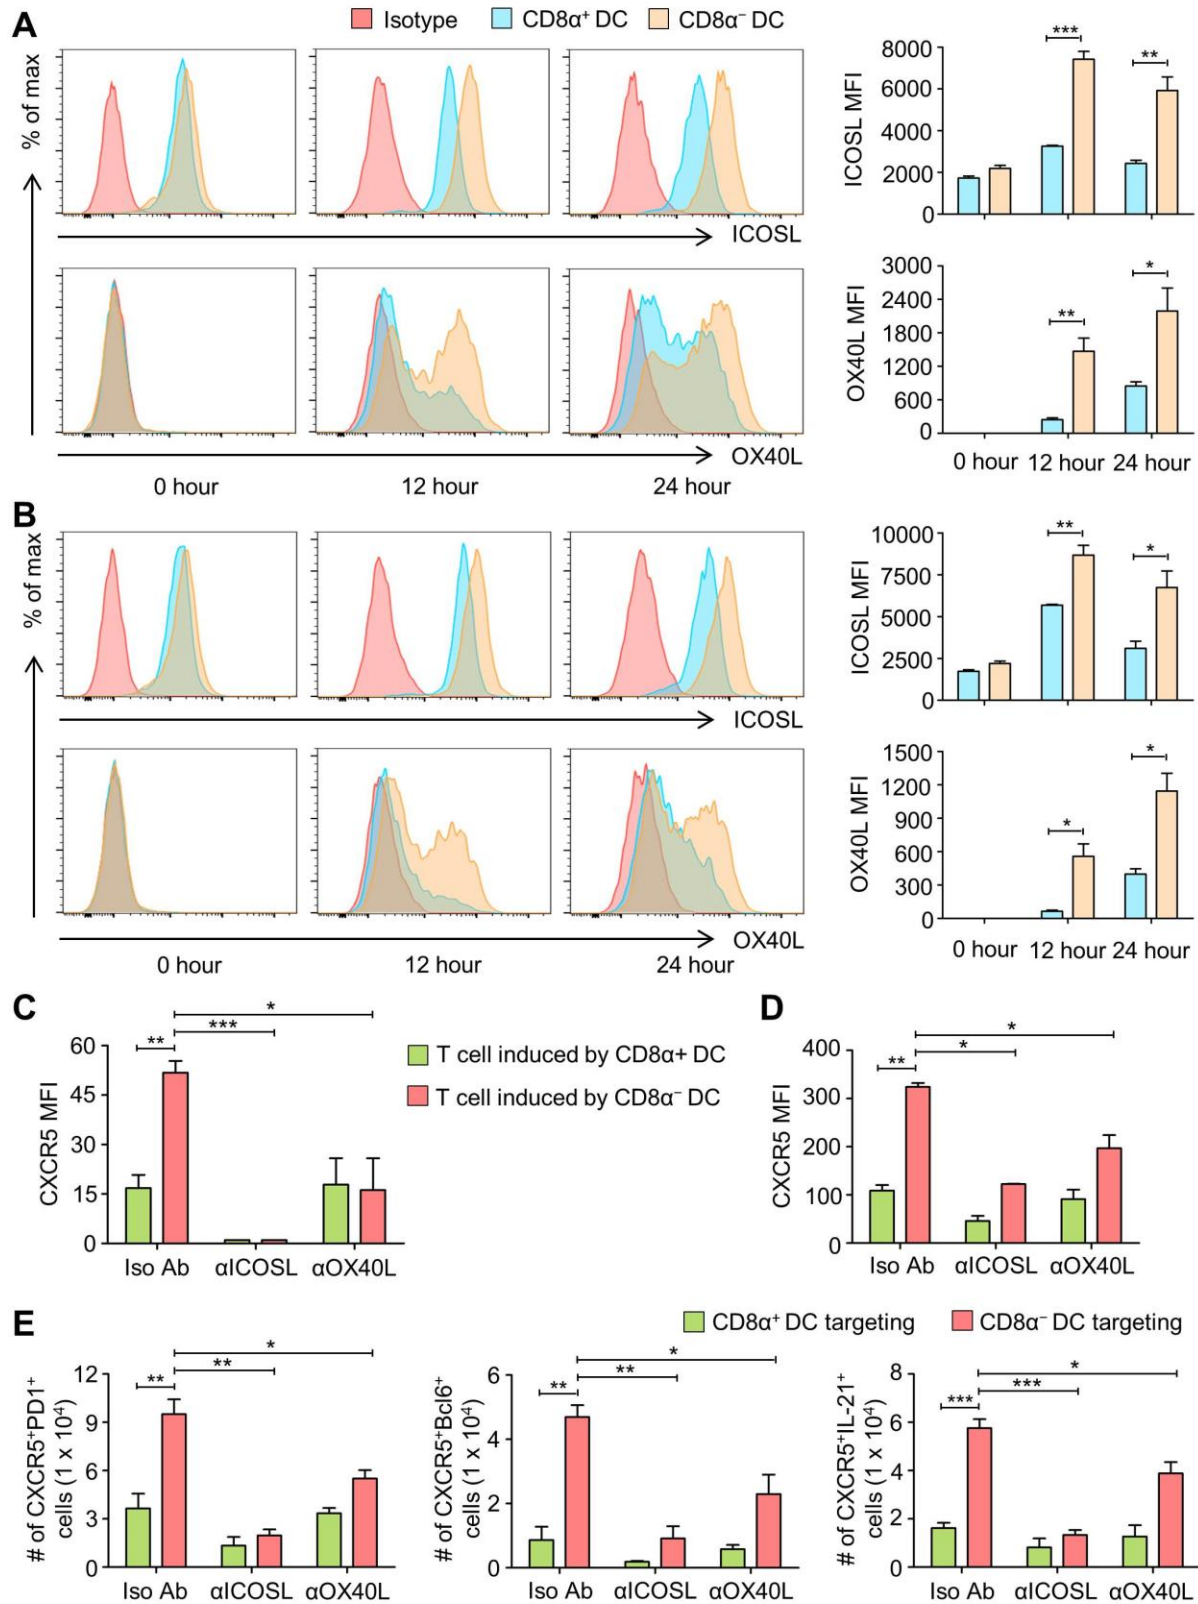 A
Isotype CD8α⁺ DC CD8α⁻ DC
% of max
ICOSL
OX40L
0 hour 12 hour 24 hour
ICOSL MFI
8000
6000
4000
2000
0
***
**
OX40L MFI
3000
2400
1800
1200
600
0
**
*
0 hour 12 hour 24 hour
B
% of max
ICOSL
OX40L
0 hour 12 hour 24 hour
ICOSL MFI
10000
7500
5000
2500
0
**
*
OX40L MFI
1500
1200
900
600
300
0
*
*
0 hour 12 hour 24 hour
C
CXCR5 MFI
60
45
30
15
0
*
***
**
Iso Ab αICOSL αOX40L
T cell induced by CD8α+ DC
T cell induced by CD8α⁻ DC
D
CXCR5 MFI
400
300
200
100
0
*
*
**
Iso Ab αICOSL αOX40L
E
CD8α⁺ DC targeting CD8α⁻ DC targeting
# of CXCR5⁺PD1⁺
cells (1 x 10⁴)
12
9
6
3
0
*
**
**
Iso Ab αICOSL αOX40L
# of CXCR5⁺Bcl6⁺
cells (1 x 10⁴)
6
4
2
0
*
**
**
Iso Ab αICOSL αOX40L
# of CXCR5⁺IL-21⁺
cells (1 x 10⁴)
8
6
4
2
0
*
***
***
Iso Ab αICOSL αOX40L